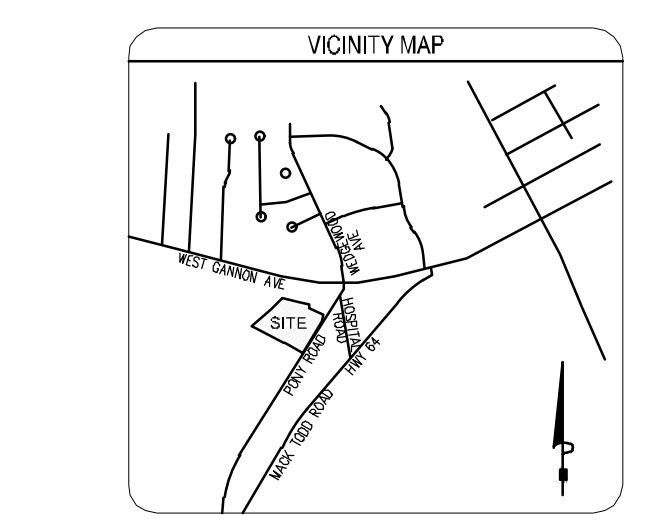 VICINITY MAP
WEDGEWOOD
AVE
WEST GANNON AVE
SITE
HOSPITAL
ROAD
PONY ROAD
HWY 64
MACK TODD ROAD